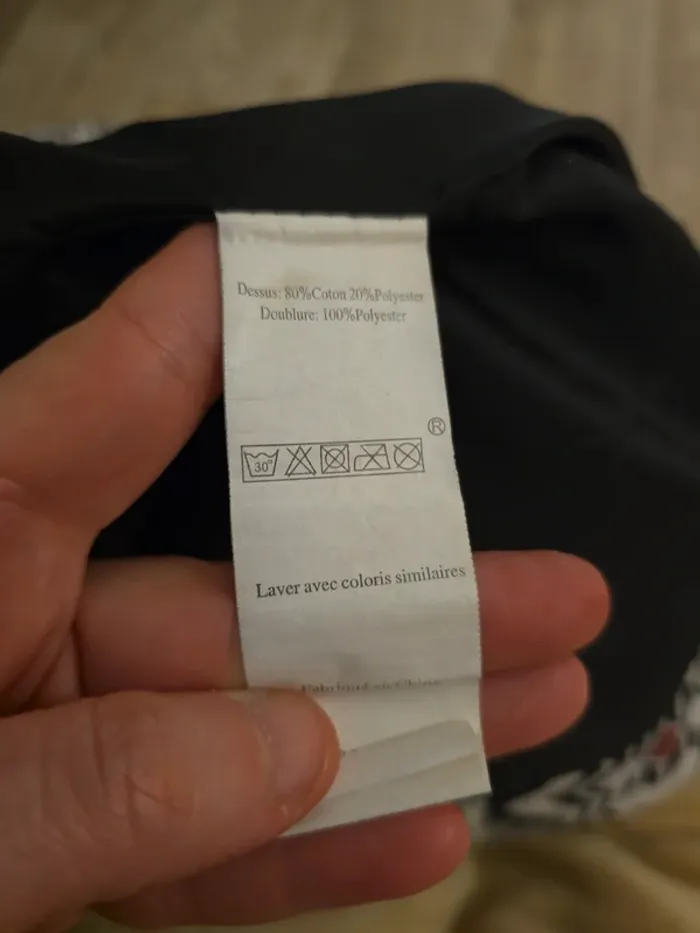 Dessus: 80%Coton 20%Polyester
Doublure: 100%Polyester
®
30°
Laver avec coloris similaires